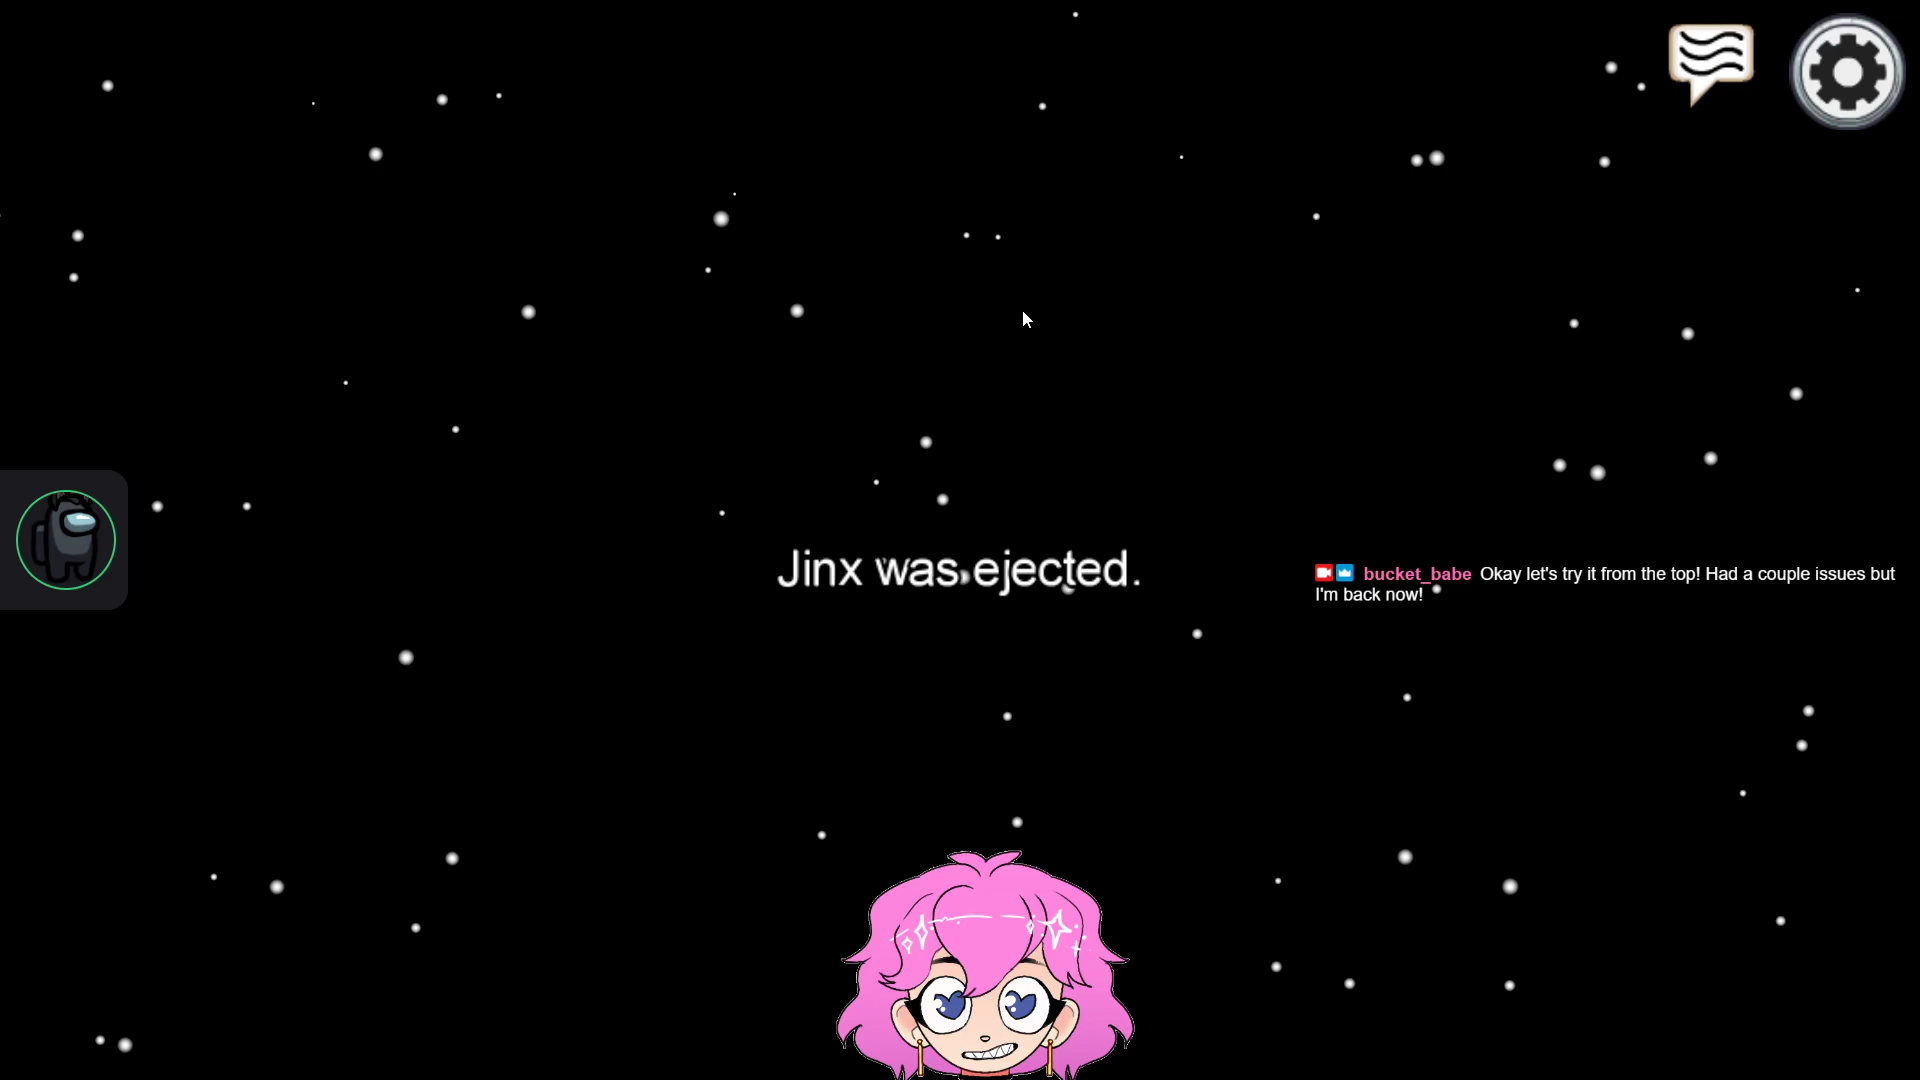 Jinx was ejected.
bucket_babe Okay let's try it from the top! Had a couple issues but
I'm back now!